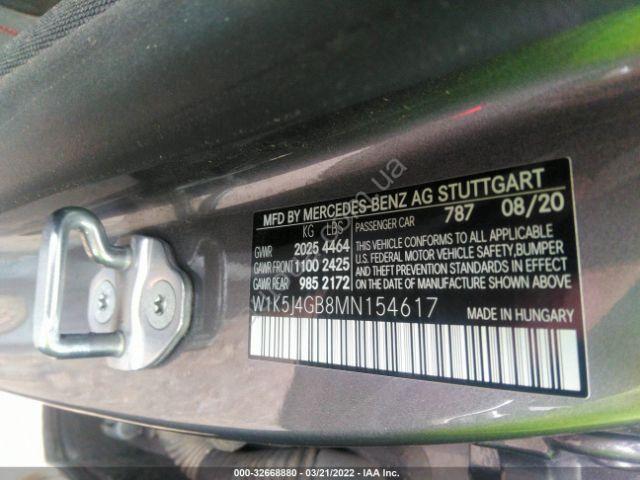 MFD BY MERCEDES-BENZ AG STUTTGART
KG LBS PASSENGER CAR 787 08/20
GVWR 2025 4464
GAWR FRONT 1100 2425
GAWR REAR 985 2172
THIS VEHICLE CONFORMS TO ALL APPLICABLE
U.S. FEDERAL MOTOR VEHICLE SAFETY, BUMPER
AND THEFT PREVENTION STANDARDS IN EFFECT
ON THE DATE OF MANUFACTURE SHOWN ABOVE
W1K5J4GB8MN154617
MADE IN HUNGARY
000-32668880 / 03/21/2022 / IAA Inc.